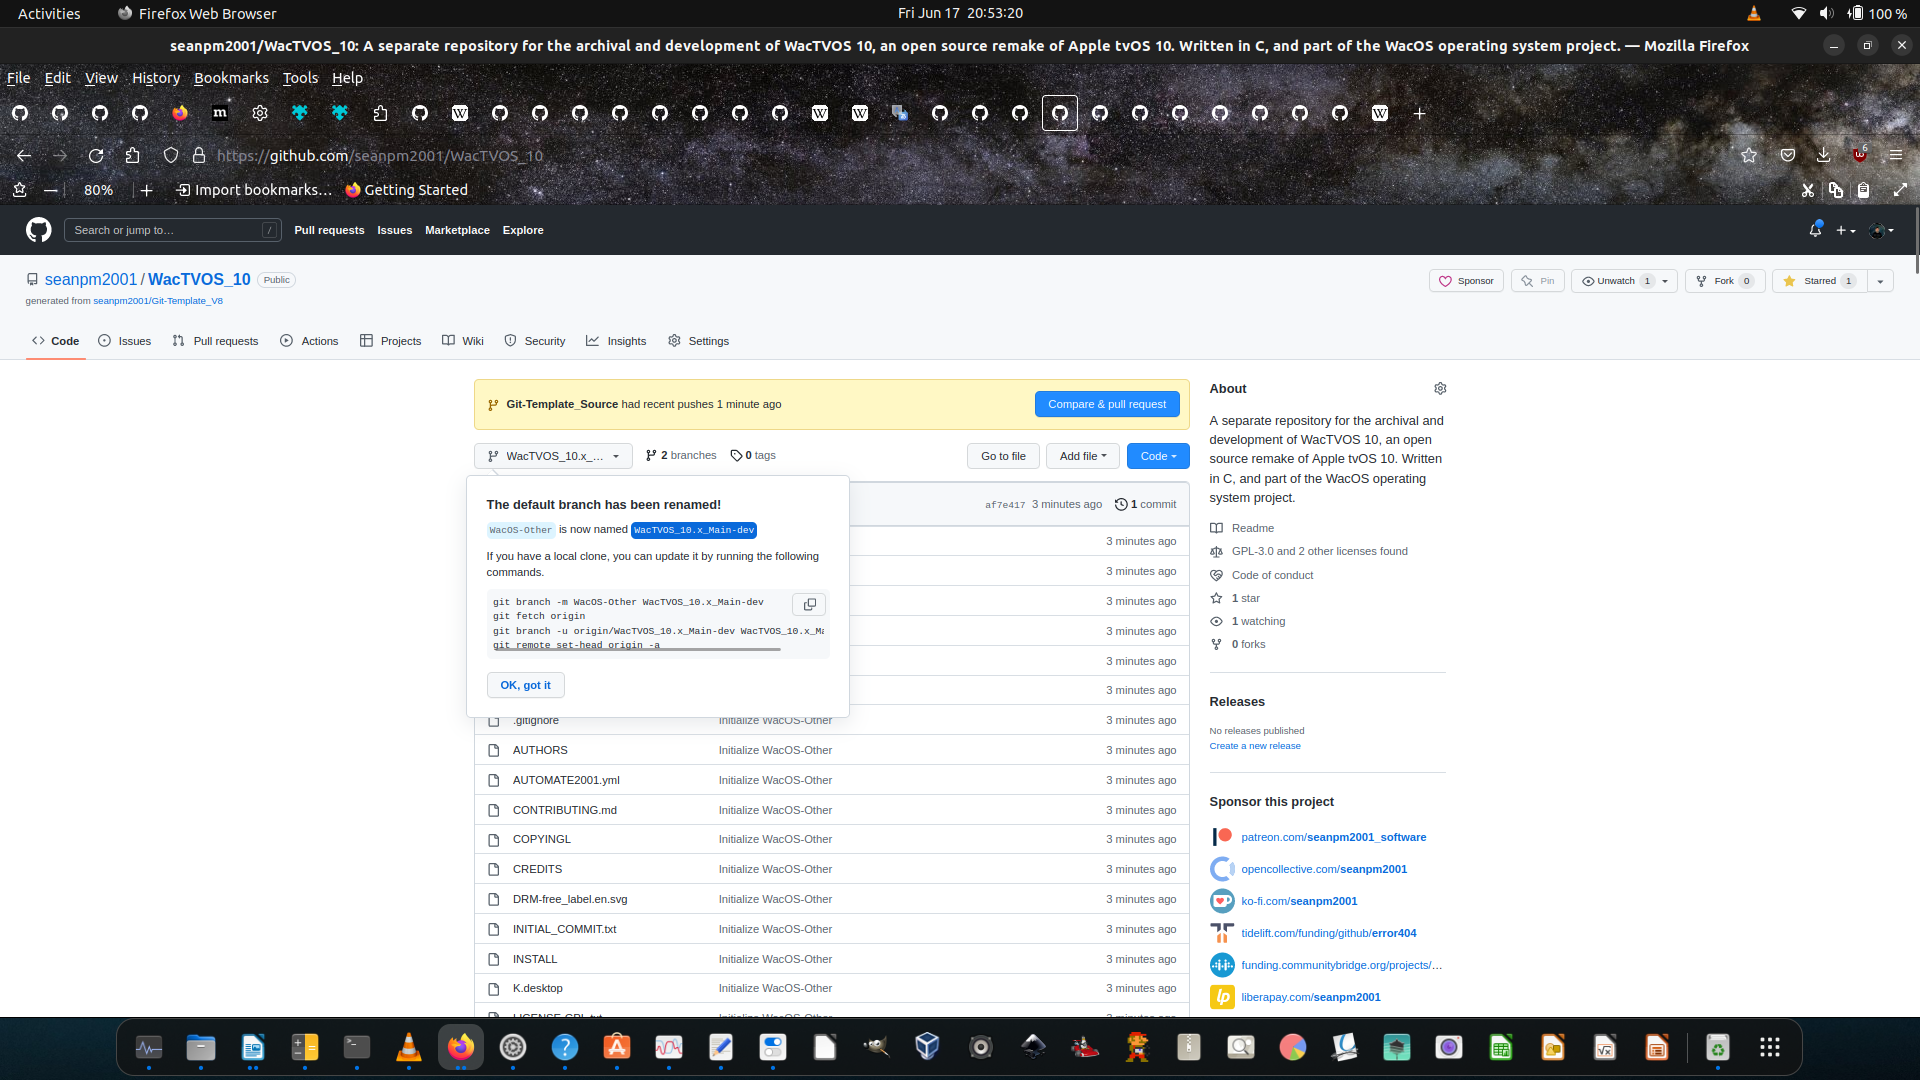 Activities
Firefox Web Browser
Fri Jun 17 20:53:20
100 %
seanpm2001/WacTVOS_10: A separate repository for the archival and development of WacTVOS 10, an open source remake of Apple tvOS 10. Written in C, and part of the WacOS operating system project. — Mozilla Firefox
File Edit View History Bookmarks Tools Help
https://github.com/seanpm2001/WacTVOS_10
6
80%
Import bookmarks…
Getting Started
Search or jump to…
/
Pull requests Issues Marketplace Explore
seanpm2001 / WacTVOS_10 Public
generated from seanpm2001/Git-Template_V8
Sponsor
Pin
Unwatch 1
Fork 0
Starred 1
Code Issues Pull requests Actions Projects Wiki Security Insights Settings
Git-Template_Source had recent pushes 1 minute ago
Compare & pull request
WacTVOS_10.x_...
2 branches
0 tags
Go to file
Add file
Code
The default branch has been renamed!
WacOS-Other is now named WacTVOS_10.x_Main-dev
If you have a local clone, you can update it by running the following
commands.
git branch -m WacOS-Other WacTVOS_10.x_Main-dev
git fetch origin
git branch -u origin/WacTVOS_10.x_Main-dev WacTVOS_10.x_Ma
git remote set-head origin -a
OK, got it
af7e417 3 minutes ago
1 commit
3 minutes ago
3 minutes ago
3 minutes ago
3 minutes ago
3 minutes ago
3 minutes ago
.gitignore Initialize WacOS-Other 3 minutes ago
AUTHORS Initialize WacOS-Other 3 minutes ago
AUTOMATE2001.yml Initialize WacOS-Other 3 minutes ago
CONTRIBUTING.md Initialize WacOS-Other 3 minutes ago
COPYINGL Initialize WacOS-Other 3 minutes ago
CREDITS Initialize WacOS-Other 3 minutes ago
DRM-free_label.en.svg Initialize WacOS-Other 3 minutes ago
INITIAL_COMMIT.txt Initialize WacOS-Other 3 minutes ago
INSTALL Initialize WacOS-Other 3 minutes ago
K.desktop Initialize WacOS-Other 3 minutes ago
LICENSE-GPL.txt Initialize WacOS-Other 3 minutes ago
About
A separate repository for the archival and
development of WacTVOS 10, an open
source remake of Apple tvOS 10. Written
in C, and part of the WacOS operating
system project.
Readme
GPL-3.0 and 2 other licenses found
Code of conduct
1 star
1 watching
0 forks
Releases
No releases published
Create a new release
Sponsor this project
patreon.com/seanpm2001_software
opencollective.com/seanpm2001
ko-fi.com/seanpm2001
tidelift.com/funding/github/error404
funding.communitybridge.org/projects/...
liberapay.com/seanpm2001